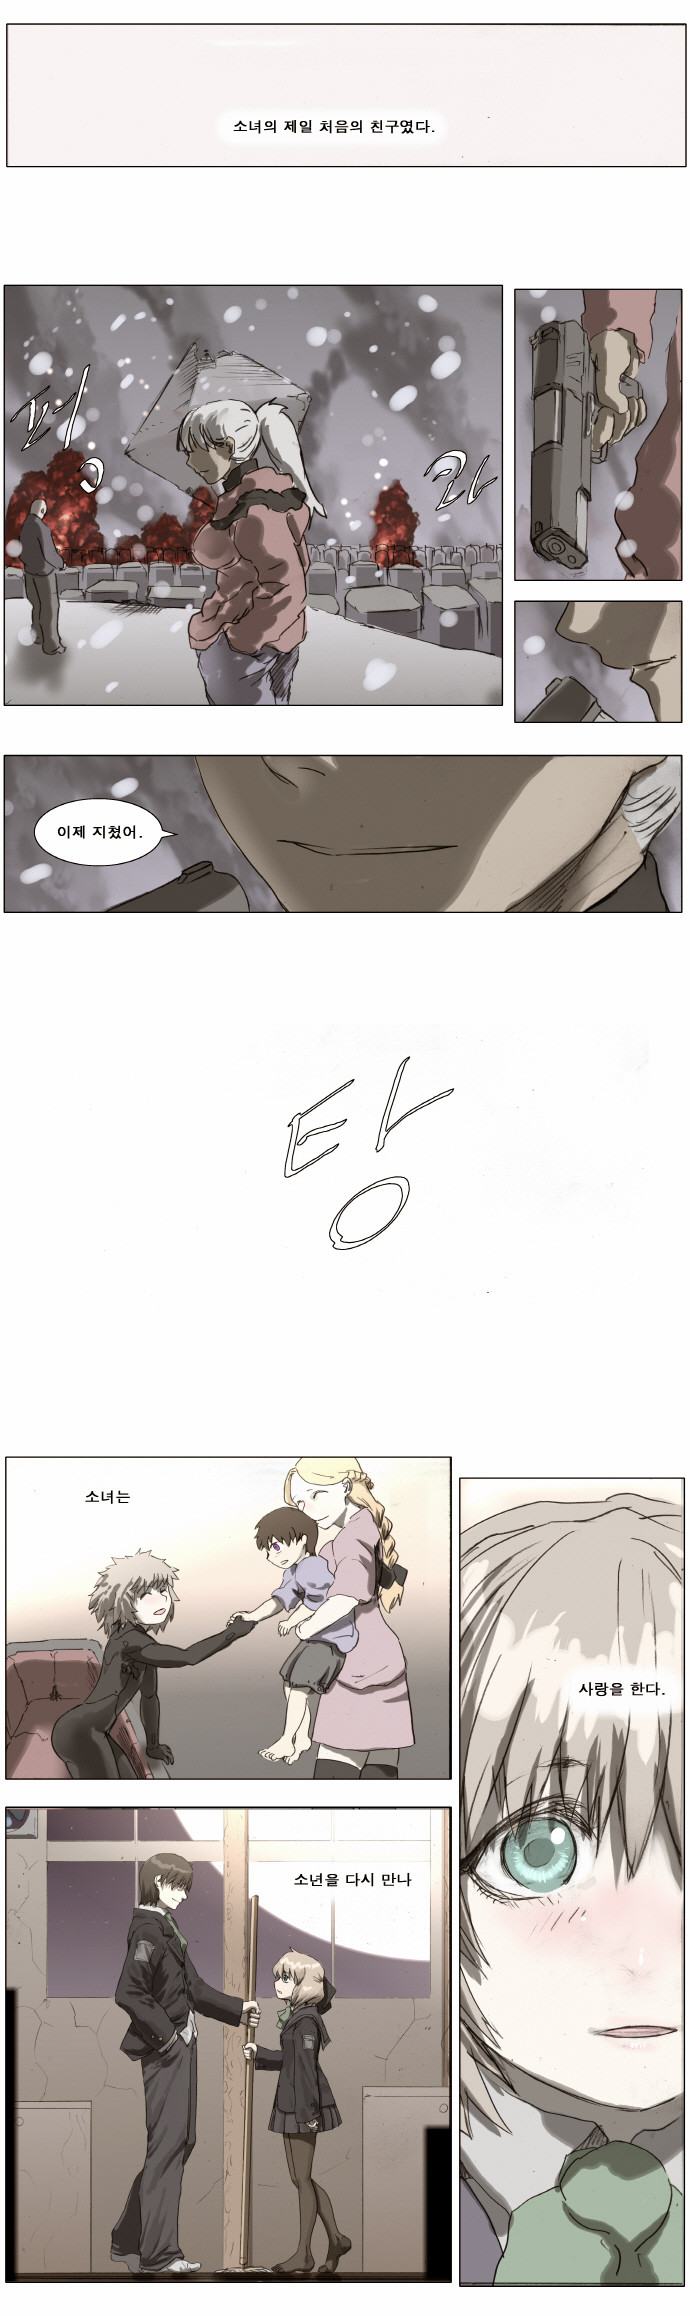 소녀의 제일 처음의 친구였다.
펑
콰
이제 지쳤어.
탕
소녀는
소년을 다시 만나
사랑을 한다.